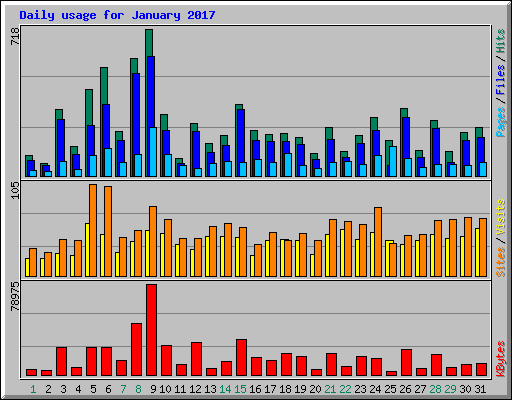 Daily usage for January 2017
718
Pages / Files / Hits
105
Sites / Visits
78975
KBytes
1 2 3 4 5 6 7 8 9 10 11 12 13 14 15 16 17 18 19 20 21 22 23 24 25 26 27 28 29 30 31